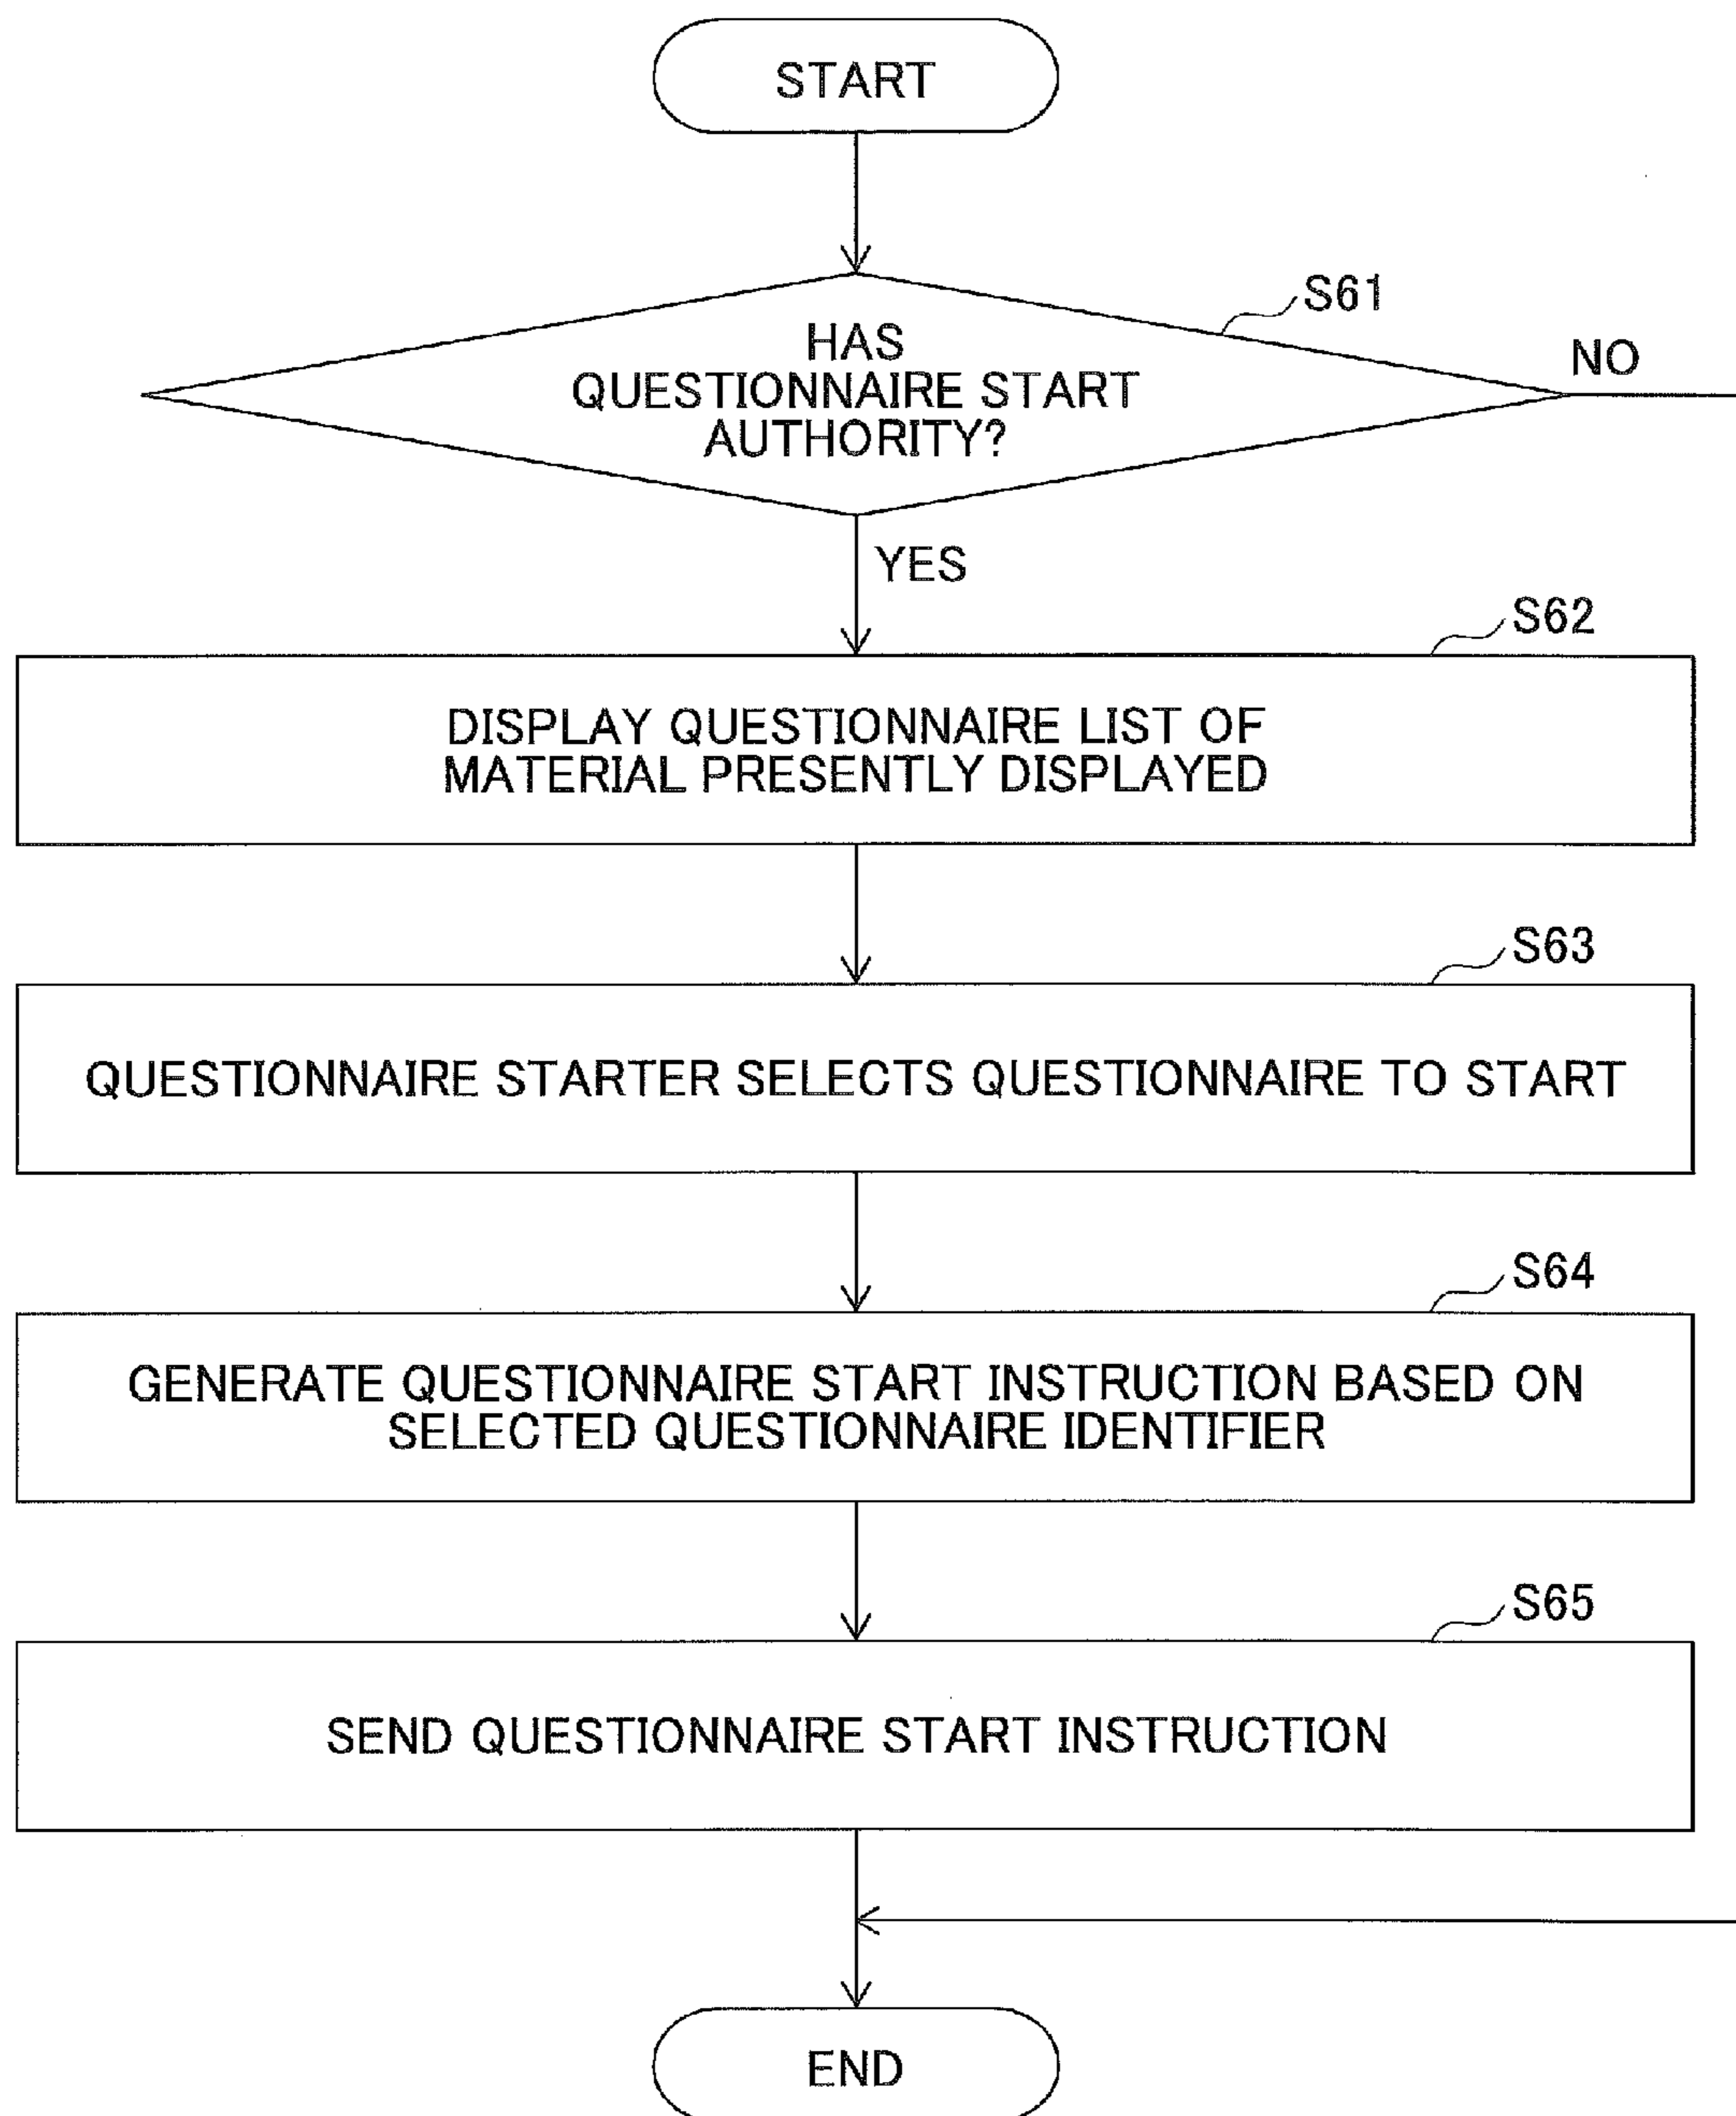 START
S61
HAS
QUESTIONNAIRE START
AUTHORITY?
NO
YES
S62
DISPLAY QUESTIONNAIRE LIST OF
MATERIAL PRESENTLY DISPLAYED
S63
QUESTIONNAIRE STARTER SELECTS QUESTIONNAIRE TO START
S64
GENERATE QUESTIONNAIRE START INSTRUCTION BASED ON
SELECTED QUESTIONNAIRE IDENTIFIER
S65
SEND QUESTIONNAIRE START INSTRUCTION
END